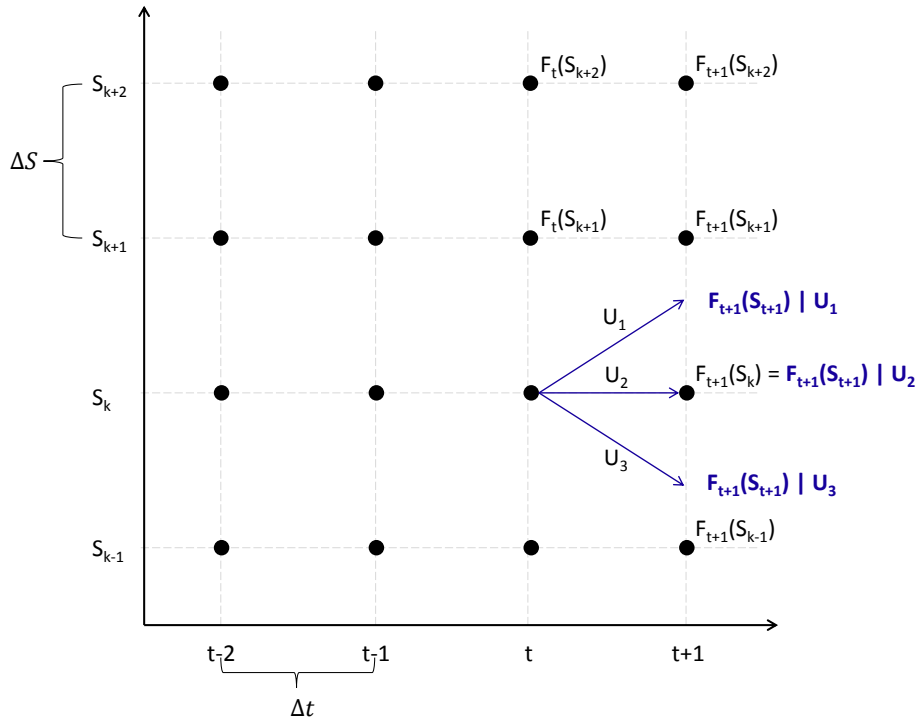 S_{k+2} F_t(S_{k+2}) F_{t+1}(S_{k+2})
ΔS
S_{k+1} F_t(S_{k+1}) F_{t+1}(S_{k+1})
F_{t+1}(S_{t+1}) | U_1
U_1
S_k U_2 F_{t+1}(S_k) = F_{t+1}(S_{t+1}) | U_2
U_3
F_{t+1}(S_{t+1}) | U_3
S_{k-1} F_{t+1}(S_{k-1})
t-2 t-1 t t+1
Δt